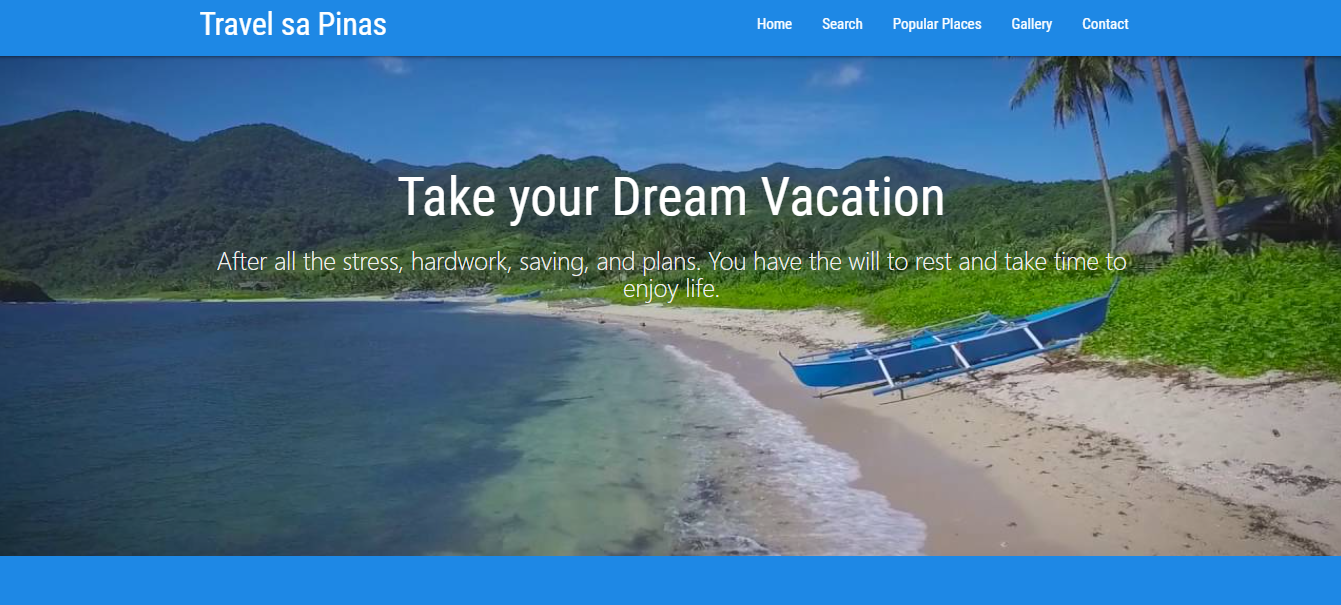 Travel sa Pinas
Home Search Popular Places Gallery Contact
Take your Dream Vacation
After all the stress, hardwork, saving, and plans. You have the will to rest and take time to
enjoy life.